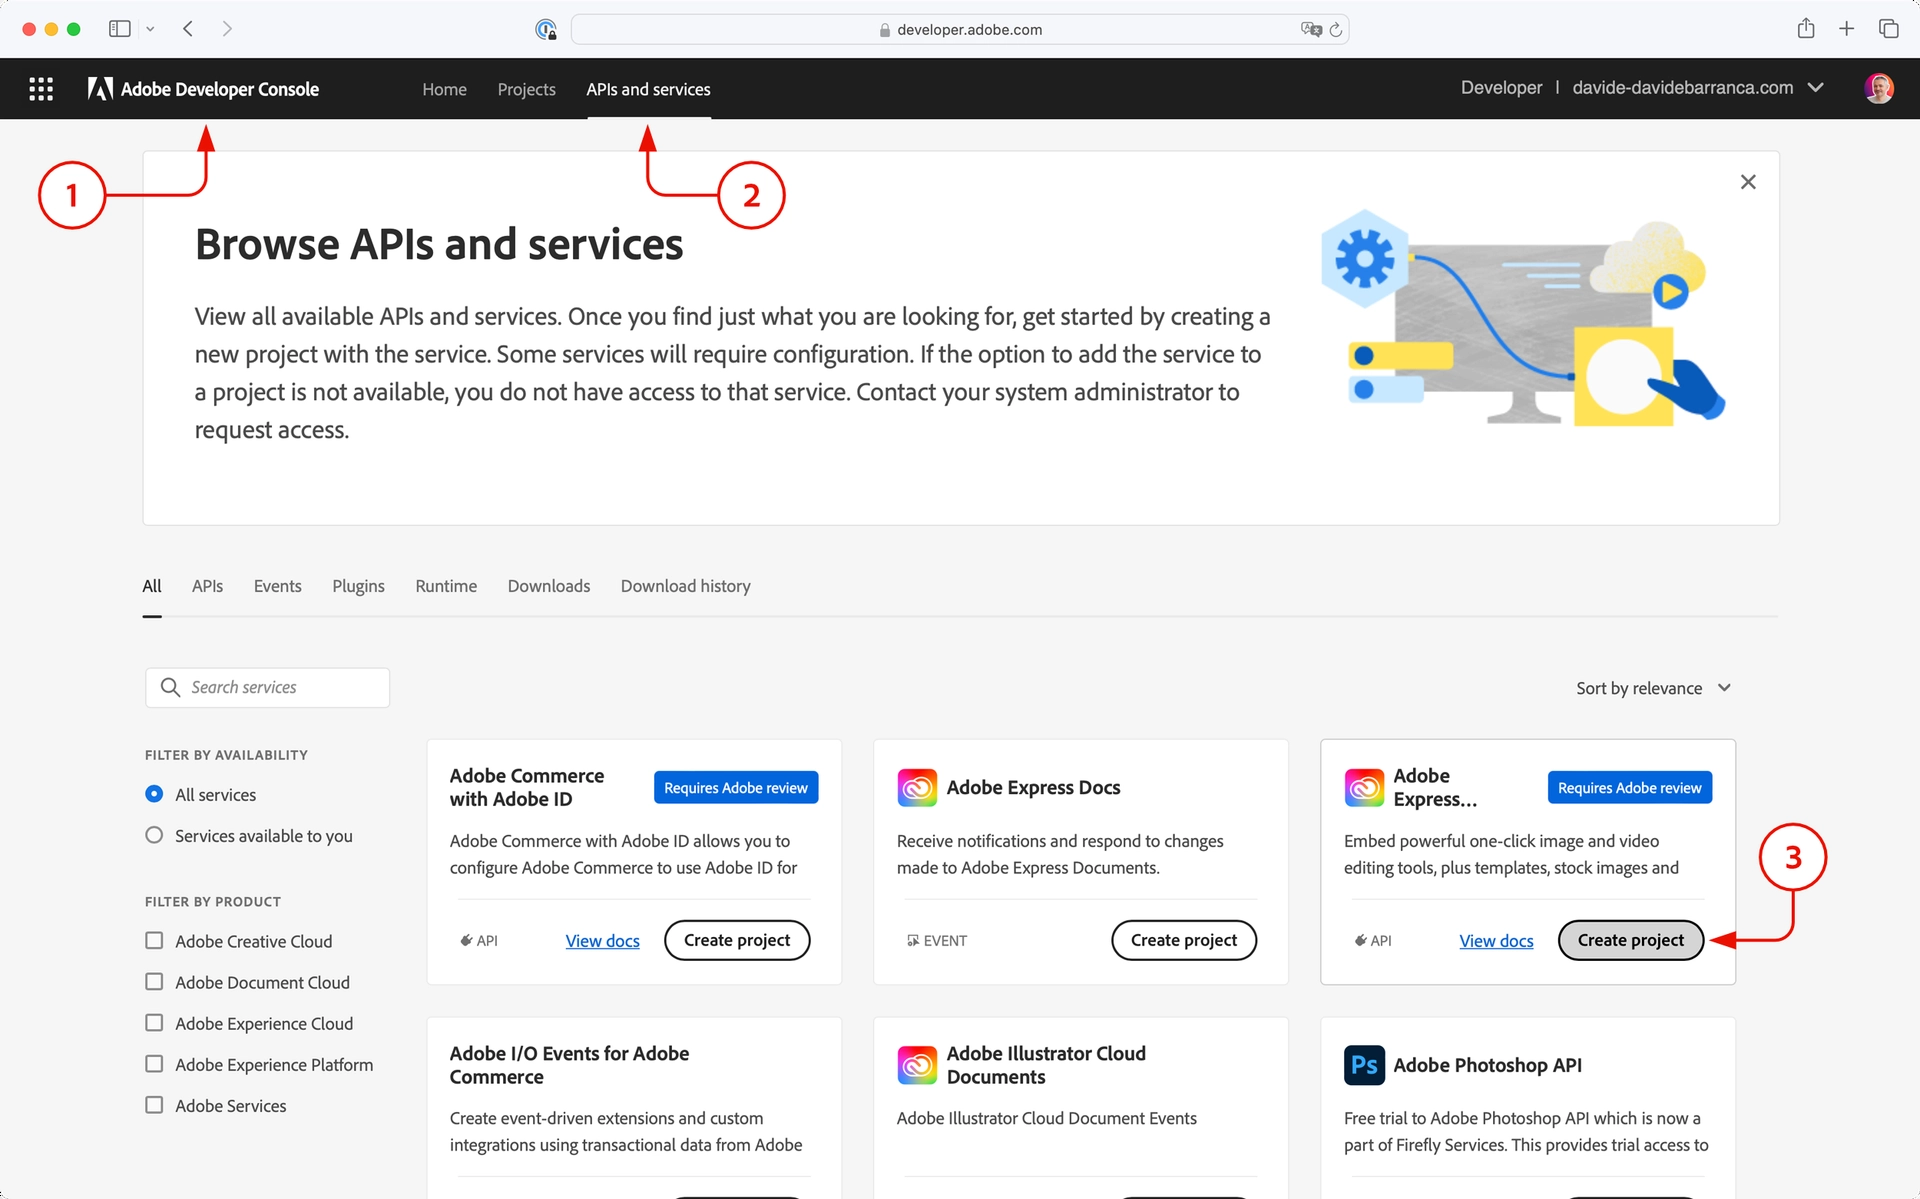 developer.adobe.com
Adobe Developer Console
Home
Projects
APIs and services
Developer | davide-davidebarranca.com
1
2
Browse APIs and services
View all available APIs and services. Once you find just what you are looking for, get started by creating a
new project with the service. Some services will require configuration. If the option to add the service to
a project is not available, you do not have access to that service. Contact your system administrator to
request access.
All
APIs
Events
Plugins
Runtime
Downloads
Download history
Search services
Sort by relevance
FILTER BY AVAILABILITY
All services
Services available to you
FILTER BY PRODUCT
Adobe Creative Cloud
Adobe Document Cloud
Adobe Experience Cloud
Adobe Experience Platform
Adobe Services
Adobe Commerce
with Adobe ID
Requires Adobe review
Adobe Commerce with Adobe ID allows you to
configure Adobe Commerce to use Adobe ID for
API
View docs
Create project
Adobe Express Docs
Receive notifications and respond to changes
made to Adobe Express Documents.
EVENT
Create project
Adobe
Express...
Requires Adobe review
Embed powerful one-click image and video
editing tools, plus templates, stock images and
API
View docs
Create project
3
Adobe I/O Events for Adobe
Commerce
Create event-driven extensions and custom
integrations using transactional data from Adobe
Adobe Illustrator Cloud
Documents
Adobe Illustrator Cloud Document Events
Ps
Adobe Photoshop API
Free trial to Adobe Photoshop API which is now a
part of Firefly Services. This provides trial access to